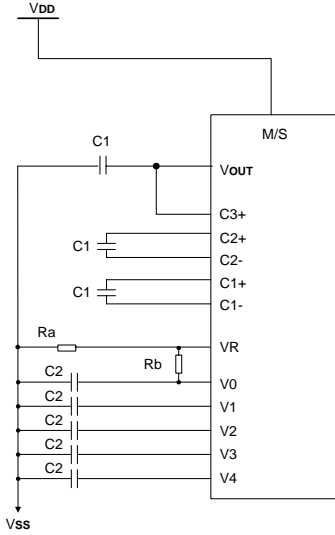 VDD
M/S
C1
VOUT
C3+
C2+
C1
C2-
C1+
C1
C1-
Ra
VR
Rb
C2
V0
C2
V1
C2
V2
C2
V3
C2
V4
VSS